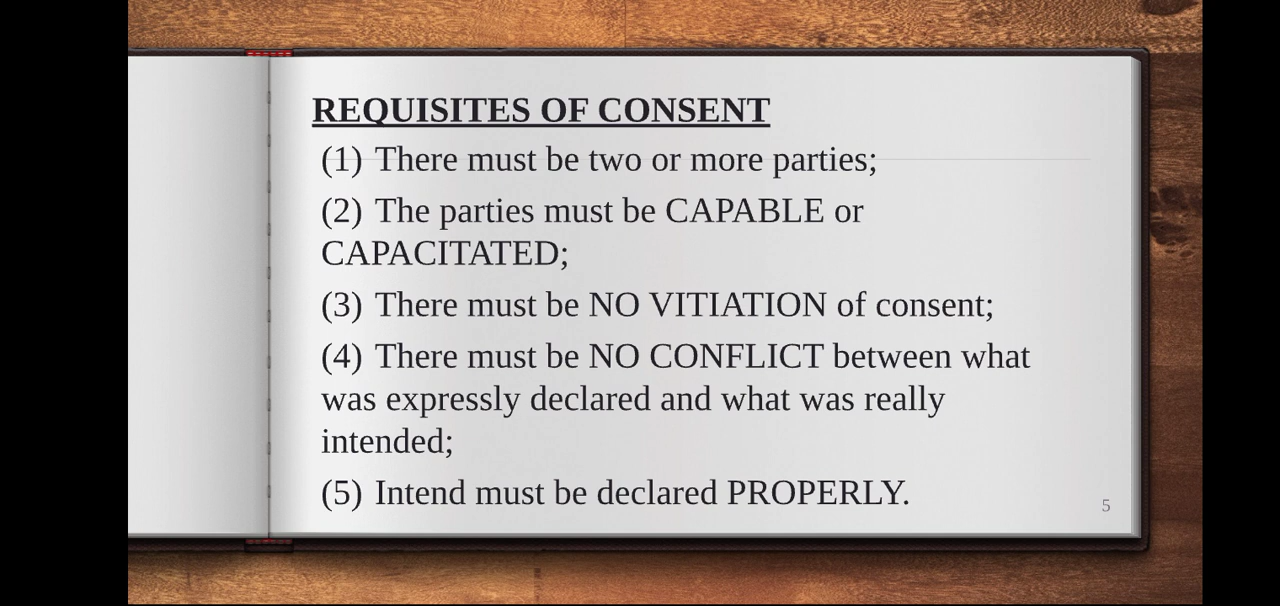 REQUISITES OF CONSENT
(1) There must be two or more parties;
(2) The parties must be CAPABLE or
CAPACITATED;
(3) There must be NO VITIATION of consent;
(4) There must be NO CONFLICT between what
was expressly declared and what was really
intended;
(5) Intend must be declared PROPERLY.
5